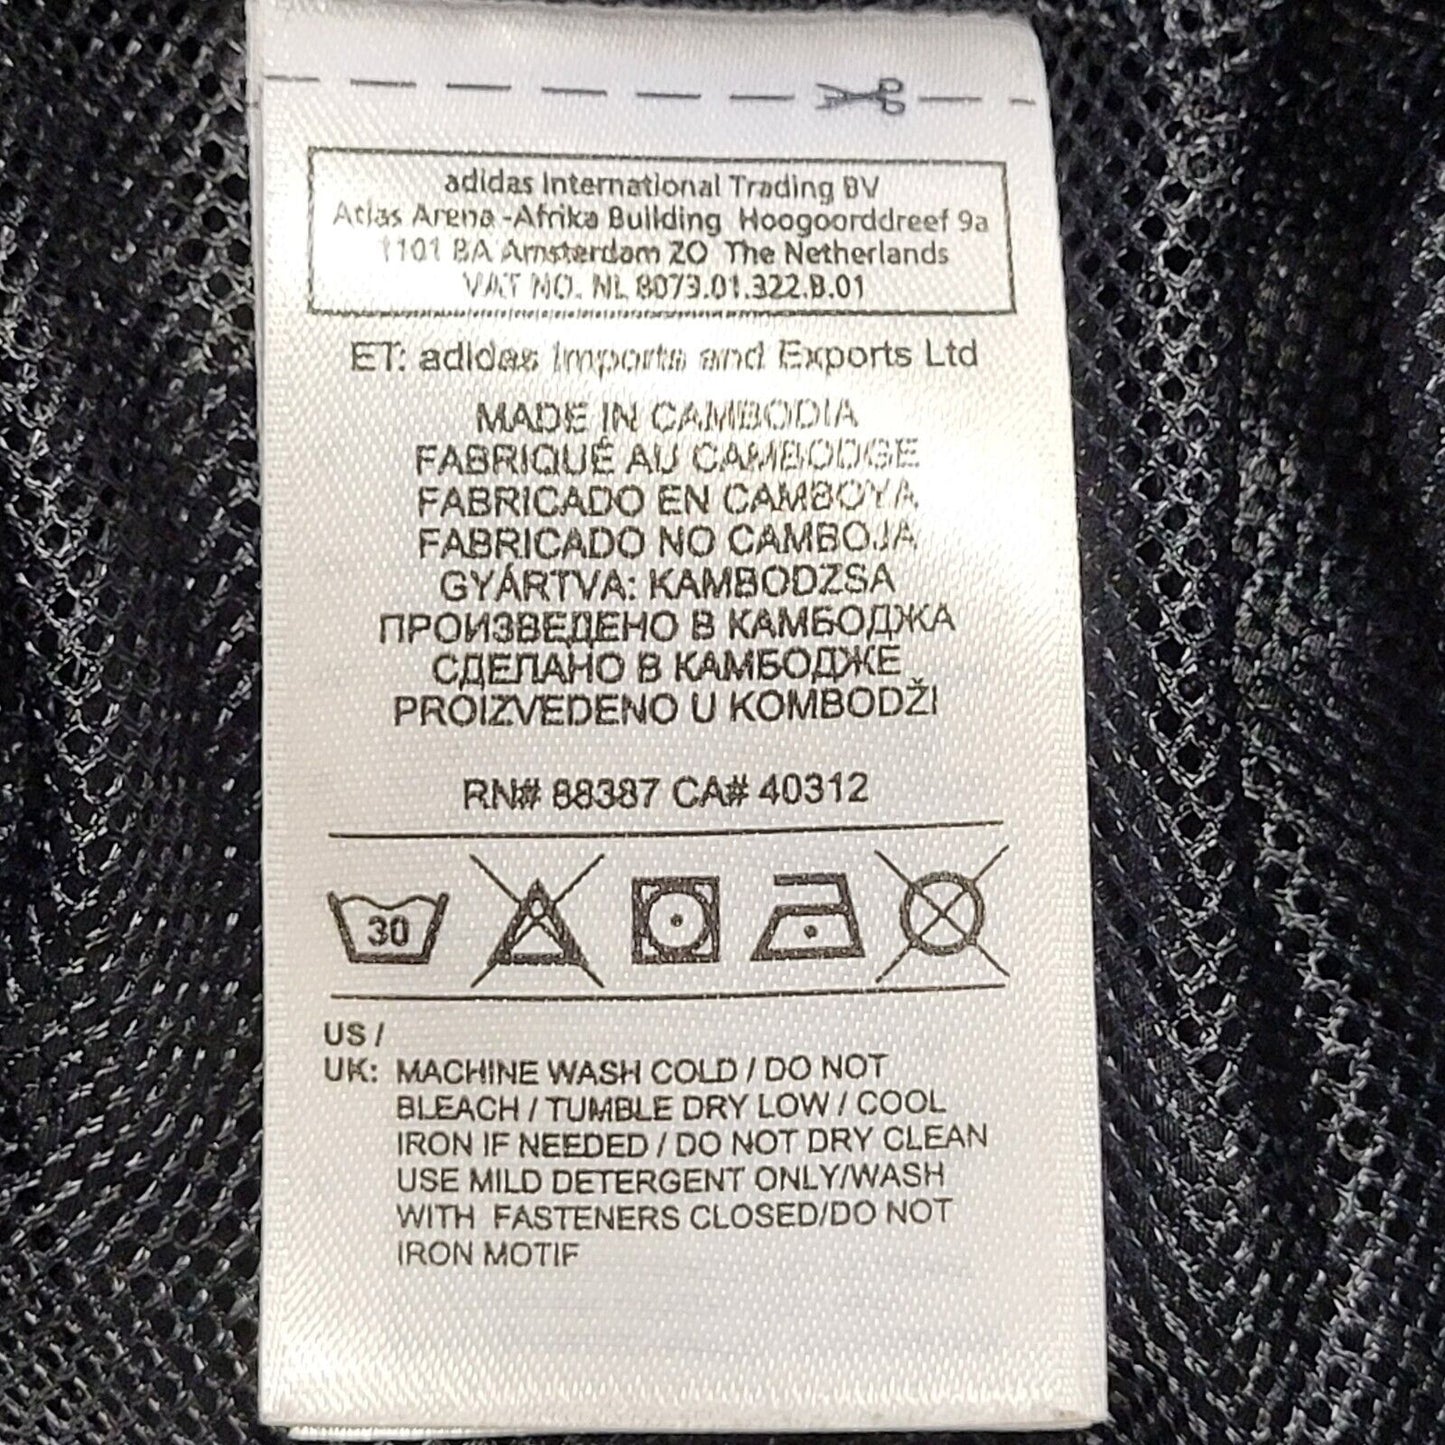 adidas International Trading BV
Atlas Arena -Afrika Building Hoogoorddreef 9a
1101 BA Amsterdam ZO The Netherlands
VAT NO. NL 8073.01.322.B.01
ET: adidas Imports and Exports Ltd
MADE IN CAMBODIA
FABRIQUÉ AU CAMBODGE
FABRICADO EN CAMBOYA
FABRICADO NO CAMBOJA
GYÁRTVA: KAMBODZSA
ПРОИЗВЕДЕНО В КАМБОДЖА
СДЕЛАНО В КАМБОДЖЕ
PROIZVEDENO U KOMBODŽI
RN# 88387 CA# 40312
30
US /
UK: MACHINE WASH COLD / DO NOT
BLEACH / TUMBLE DRY LOW / COOL
IRON IF NEEDED / DO NOT DRY CLEAN
USE MILD DETERGENT ONLY/WASH
WITH FASTENERS CLOSED/DO NOT
IRON MOTIF